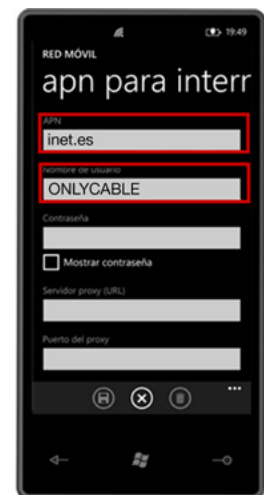 19:49
RED MÓVIL
apn para interr
APN
inet.es
Nombre de usuario
ONLYCABLE
Contraseña
Mostrar contraseña
Servidor proxy (URL)
Puerto del proxy